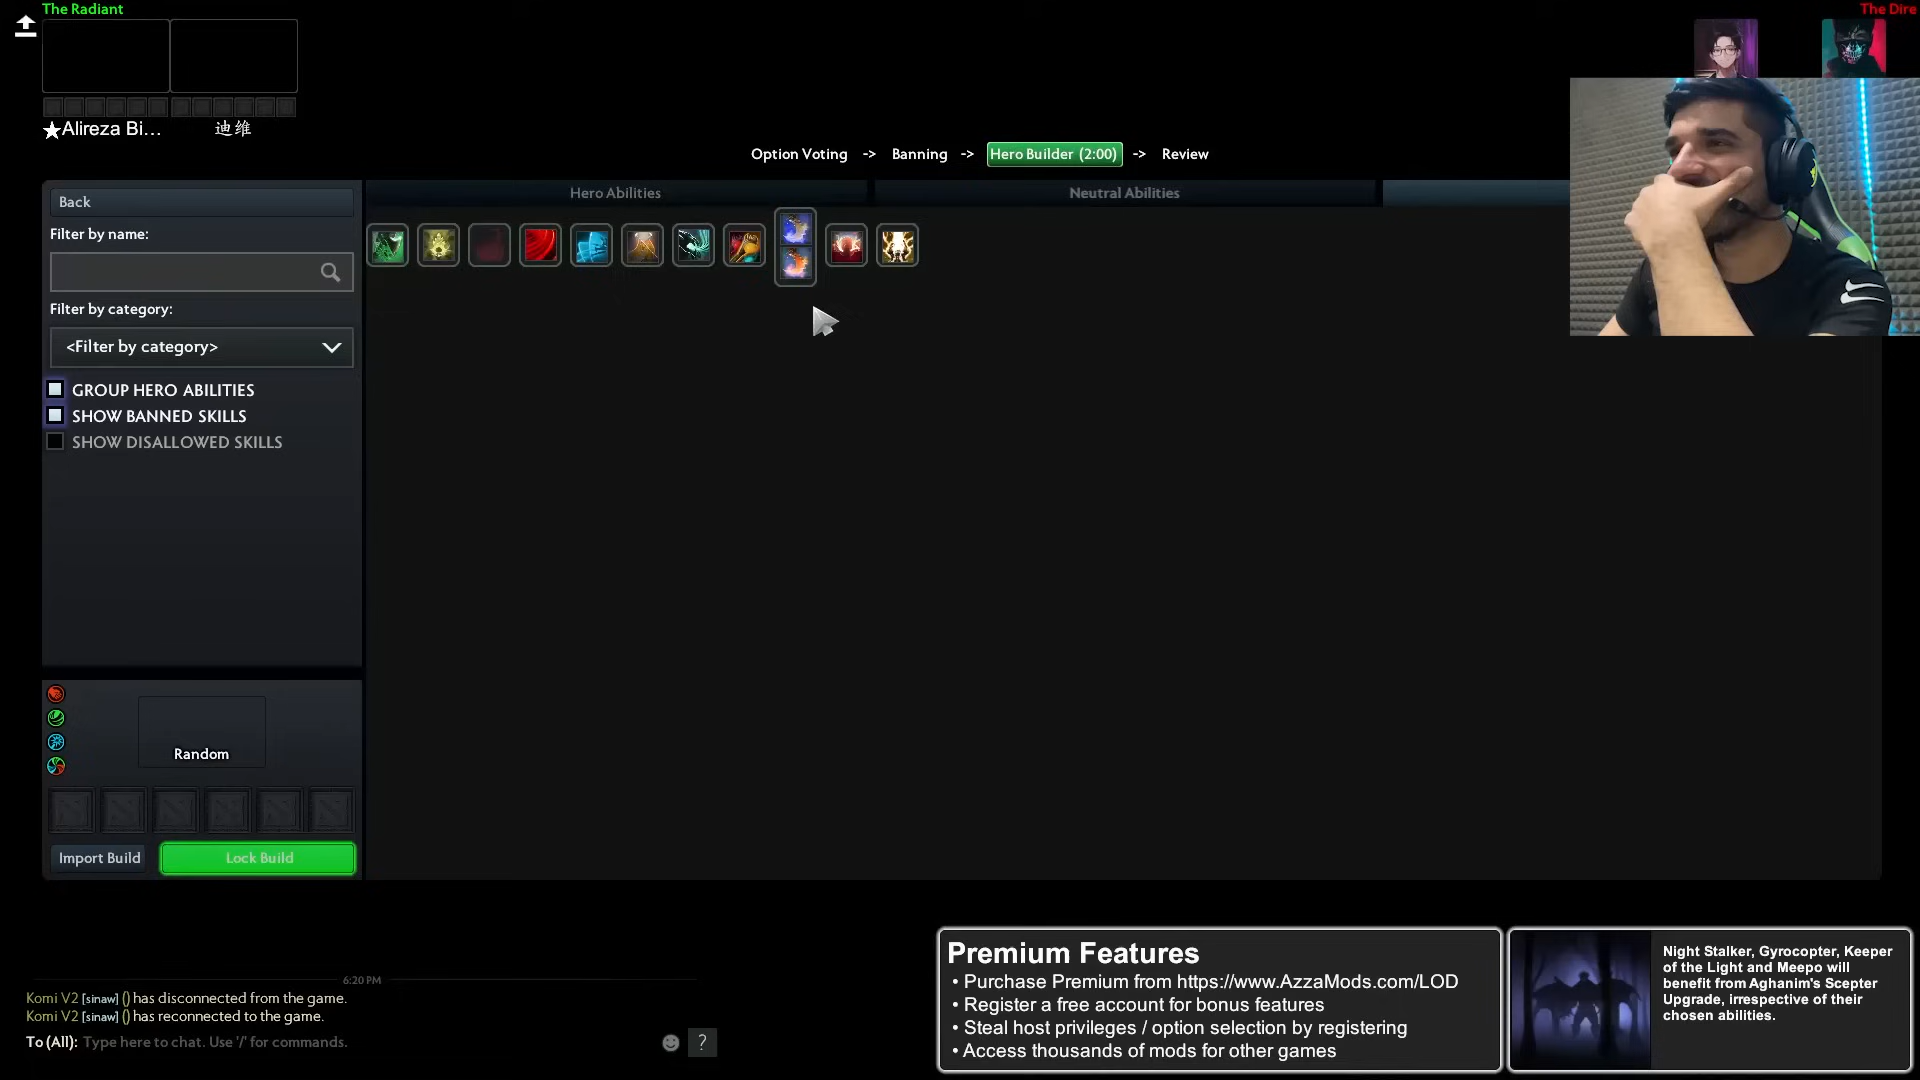 The Radiant
The Dire
★Alireza Bi...
迪维
Option Voting -> Banning -> Hero Builder (2:00) -> Review
Back
Hero Abilities
Neutral Abilities
Filter by name:
Filter by category:
<Filter by category>
GROUP HERO ABILITIES
SHOW BANNED SKILLS
SHOW DISALLOWED SKILLS
Random
Import Build
Lock Build
6:20 PM
Komi V2 [sinaw] () has disconnected from the game.
Komi V2 [sinaw] () has reconnected to the game.
To (All): Type here to chat. Use '/' for commands.
?
Premium Features
• Purchase Premium from https://www.AzzaMods.com/LOD
• Register a free account for bonus features
• Steal host privileges / option selection by registering
• Access thousands of mods for other games
Night Stalker, Gyrocopter, Keeper
of the Light and Meepo will
benefit from Aghanim's Scepter
Upgrade, irrespective of their
chosen abilities.